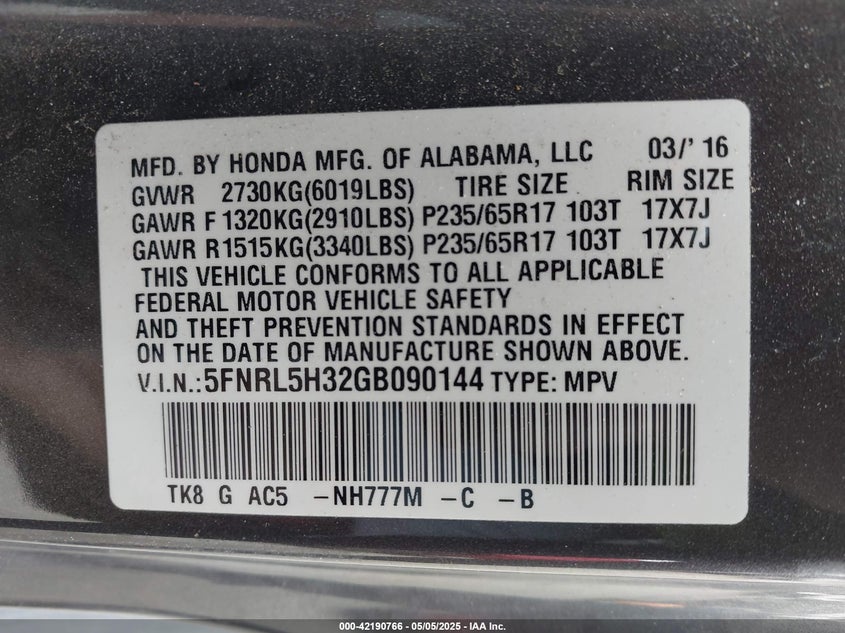 MFD. BY HONDA MFG. OF ALABAMA, LLC 03/' 16
GVWR 2730KG(6019LBS) TIRE SIZE RIM SIZE
GAWR F 1320KG(2910LBS) P235/65R17 103T 17X7J
GAWR R1515KG(3340LBS) P235/65R17 103T 17X7J
THIS VEHICLE CONFORMS TO ALL APPLICABLE
FEDERAL MOTOR VEHICLE SAFETY
AND THEFT PREVENTION STANDARDS IN EFFECT
ON THE DATE OF MANUFACTURE SHOWN ABOVE.
V.I.N.:5FNRL5H32GB090144 TYPE: MPV
TK8 G AC5 -NH777M -C -B
000-42190766 - 05/05/2025 - IAA Inc.